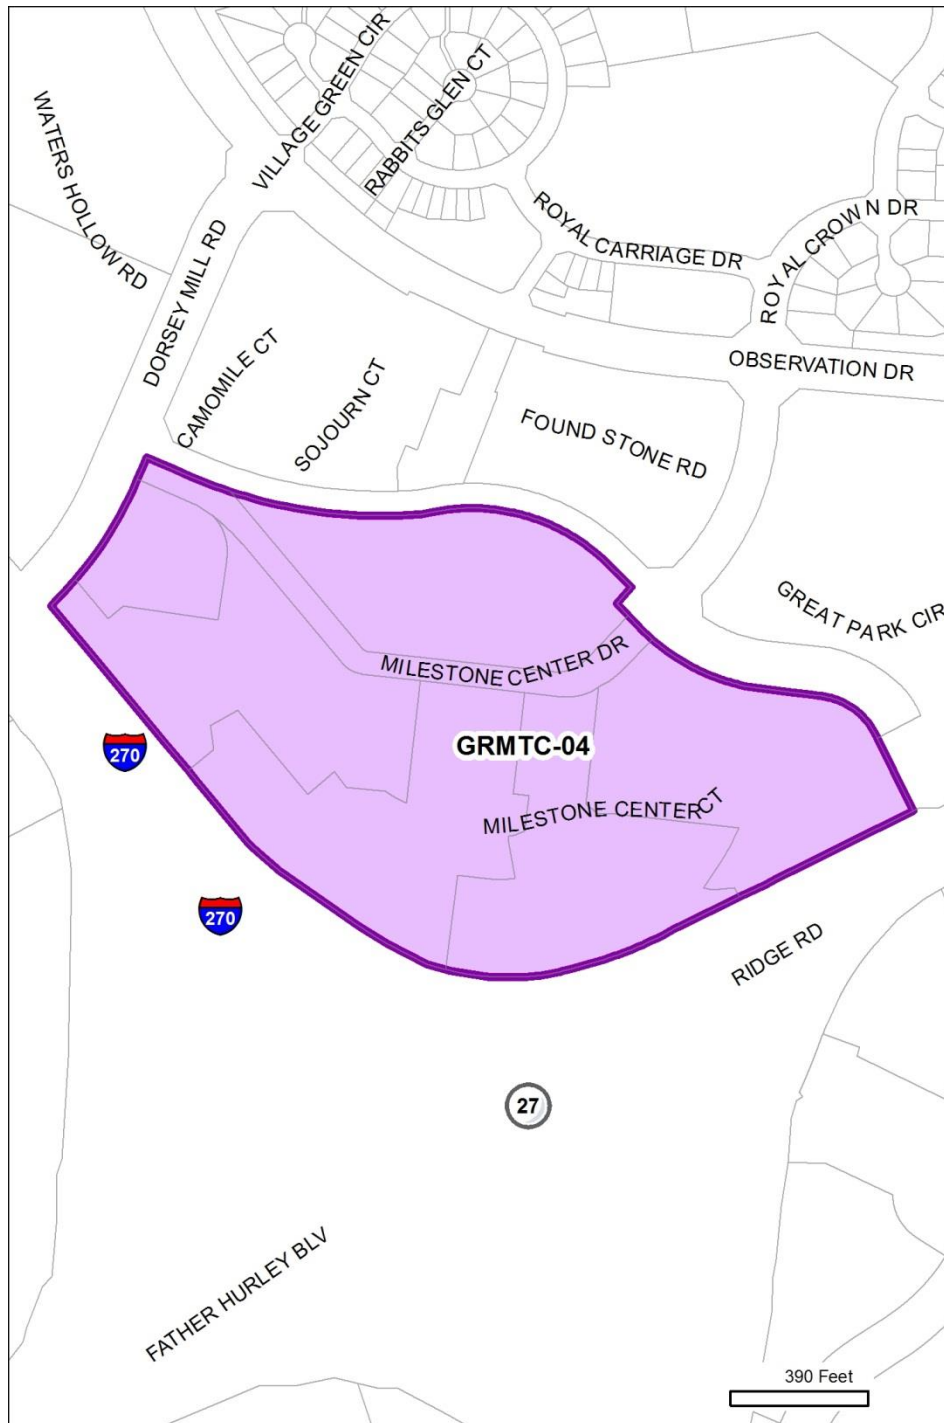 VILLAGE GREEN CIR
RABBITS GLEN CT
WATERS HOLLOW RD
ROYAL CARRIAGE DR
ROYAL CROWN DR
DORSEY MILL RD
OBSERVATION DR
CAMOMILE CT
SOJOURN CT
FOUND STONE RD
GREAT PARK CIR
MILESTONE CENTER DR
GRMTC-04
270
MILESTONE CENTER CT
270
RIDGE RD
27
FATHER HURLEY BLV
390 Feet